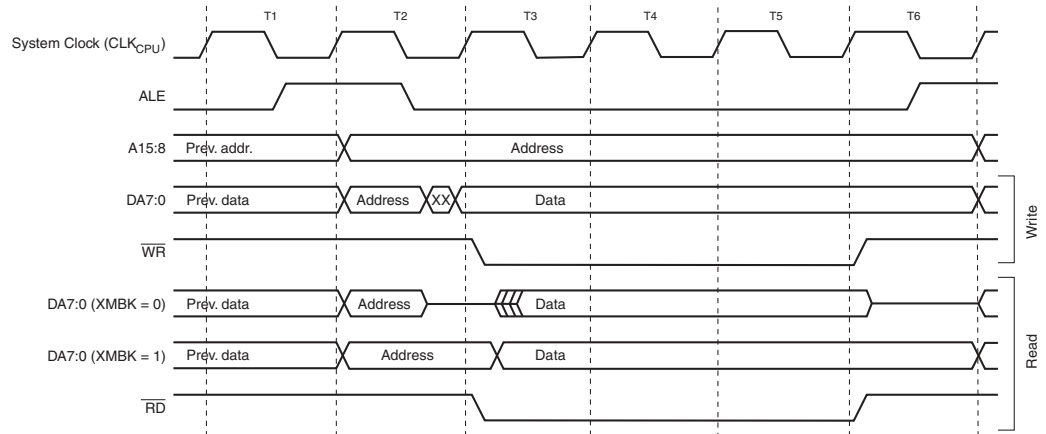 T1 T2 T3 T4 T5 T6
System Clock (CLKCPU)
ALE
A15:8 Prev. addr. Address
DA7:0 Prev. data Address XX Data
WR
Write
DA7:0 (XMBK = 0) Prev. data Address Data
DA7:0 (XMBK = 1) Prev. data Address Data
RD
Read